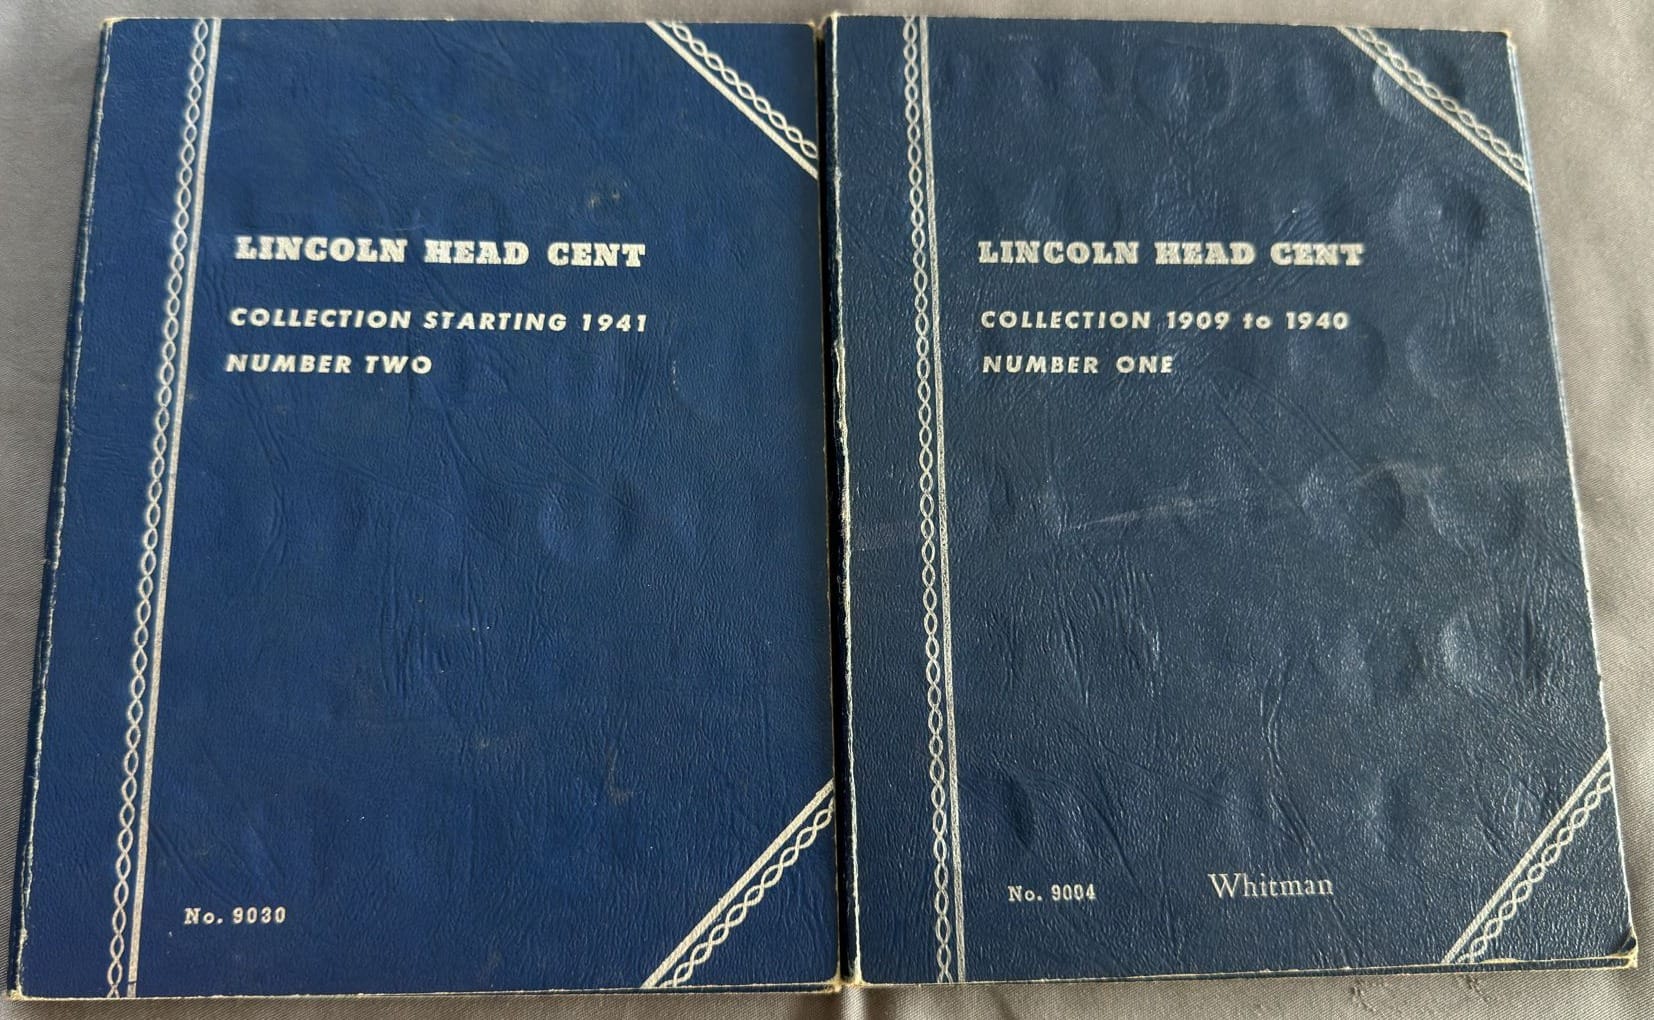 LINCOLN HEAD CENT
COLLECTION STARTING 1941
NUMBER TWO
No. 9030
LINCOLN HEAD CENT
COLLECTION 1909 to 1940
NUMBER ONE
No. 9004
Whitman